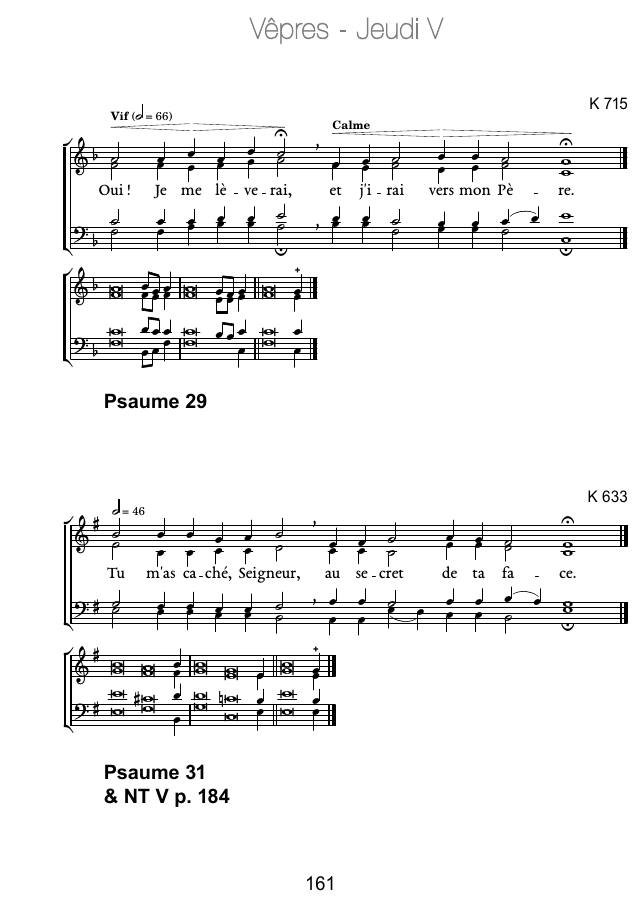 Vêpres - Jeudi V
K 715
Vif (𝅗𝅥 = 66)
Calme
Oui ! Je me lè - ve - rai, et j'i - rai vers mon Pè - re.
+
Psaume 29
K 633
𝅗𝅥 = 46
Tu m'as ca - ché, Seigneur, au se - cret de ta fa - ce.
+
Psaume 31
& NT V p. 184
161